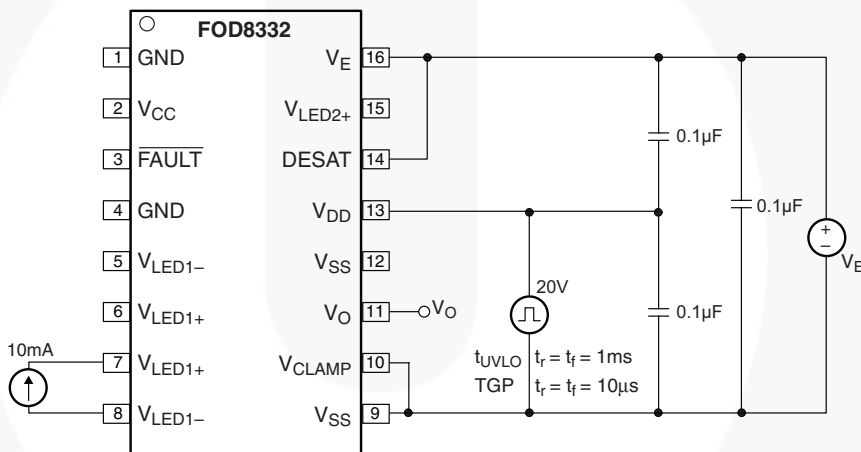 FOD8332
1 GND
2 VCC
3 FAULT
4 GND
5 VLED1–
6 VLED1+
7 VLED1+
8 VLED1–
VE 16
VLED2+ 15
DESAT 14
VDD 13
VSS 12
VO 11
VCLAMP 10
VSS 9
10mA
VO
20V
tUVLO tr = tf = 1ms
TGP tr = tf = 10µs
0.1µF
0.1µF
0.1µF
+
–
VE